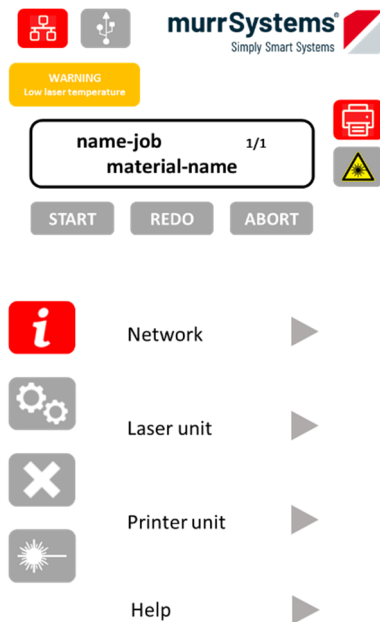 murrSystems®
Simply Smart Systems
WARNING
Low laser temperature
name-job 1/1
material-name
START REDO ABORT
i
Network
Laser unit
Printer unit
Help